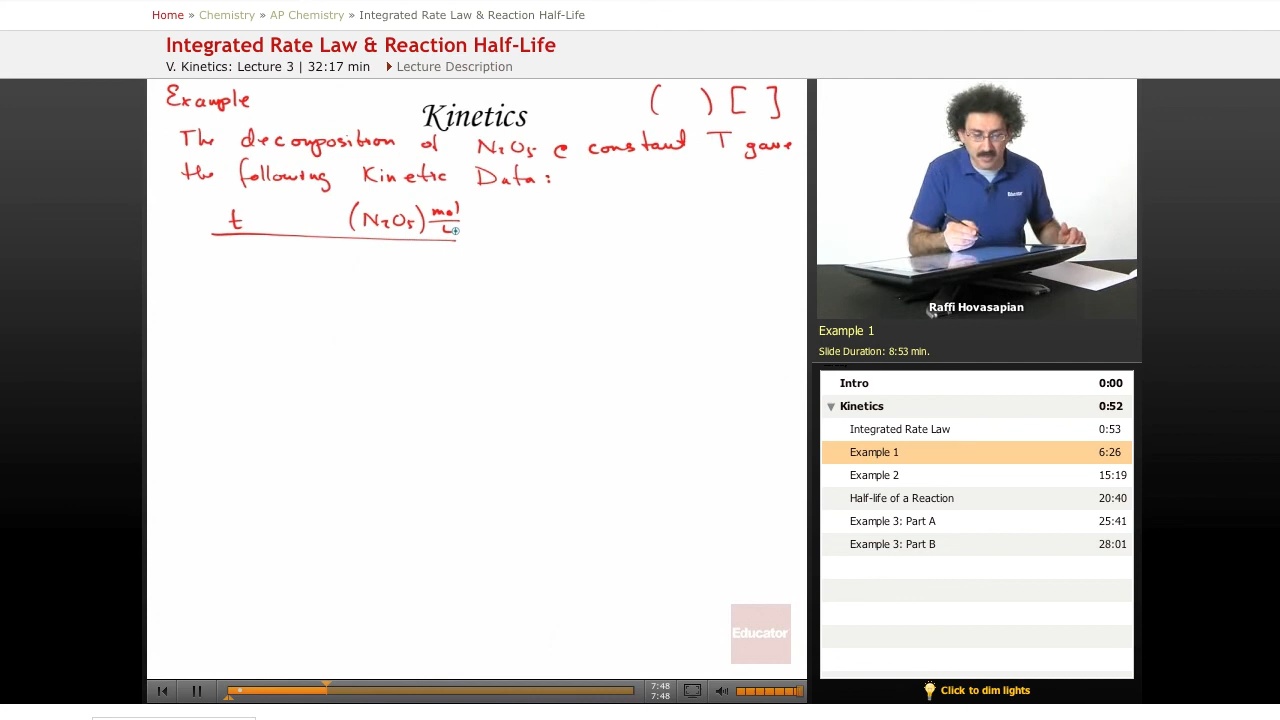 Home » Chemistry » AP Chemistry » Integrated Rate Law & Reaction Half-Life
Integrated Rate Law & Reaction Half-Life
V. Kinetics: Lecture 3 | 32:17 min Lecture Description
Example ( ) [ ]
Kinetics
The decomposition of N₂O₅ @ constant T gave
the following Kinetic Data:
t (N₂O₅) mol/L
Educator
Raffi Hovasapian
Example 1
Slide Duration: 8:53 min.
Intro 0:00
Kinetics 0:52
Integrated Rate Law 0:53
Example 1 6:26
Example 2 15:19
Half-life of a Reaction 20:40
Example 3: Part A 25:41
Example 3: Part B 28:01
Educator
7:48
7:48
Click to dim lights